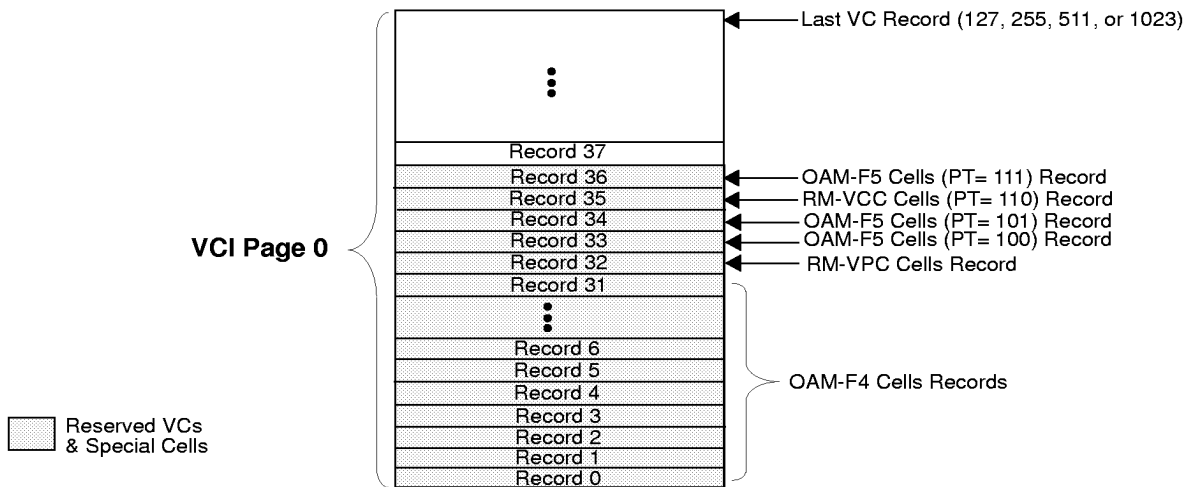 Last VC Record (127, 255, 511, or 1023)
Record 37
Record 36
OAM-F5 Cells (PT= 111) Record
Record 35
RM-VCC Cells (PT= 110) Record
Record 34
OAM-F5 Cells (PT= 101) Record
Record 33
OAM-F5 Cells (PT= 100) Record
VCI Page 0
Record 32
RM-VPC Cells Record
Record 31
Record 6
Record 5
OAM-F4 Cells Records
Record 4
Record 3
Record 2
Record 1
Record 0
Reserved VCs
& Special Cells